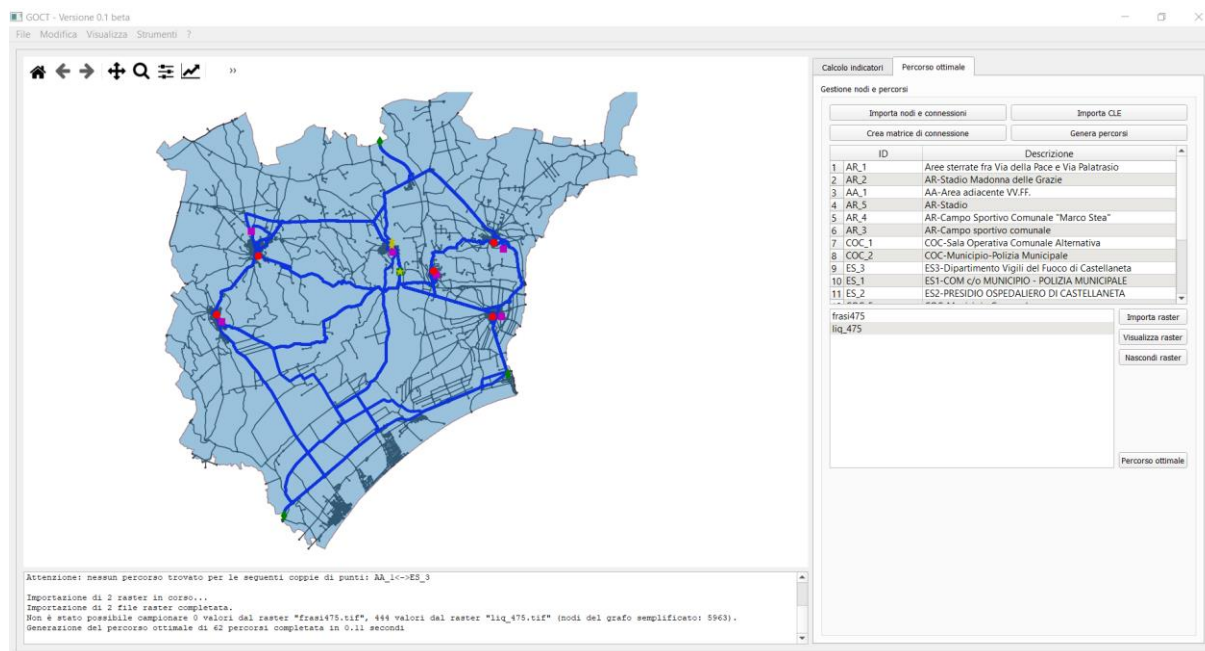 GOCT - Versione 0.1 beta
File Modifica Visualizza Strumenti ?
Calcolo indicatori Percorso ottimale
Gestione nodi e percorsi
Importa nodi e connessioni Importa CLE
Crea matrice di connessione Genera percorsi
ID Descrizione
1 AR_1 Aree sterrate fra Via della Pace e Via Palatrasio
2 AR_2 AR-Stadio Madonna delle Grazie
3 AA_1 AA-Area adiacente VV.FF.
4 AR_5 AR-Stadio
5 AR_4 AR-Campo Sportivo Comunale "Marco Stea"
6 AR_3 AR-Campo sportivo comunale
7 COC_1 COC-Sala Operativa Comunale Alternativa
8 COC_2 COC-Municipio-Polizia Municipale
9 ES_3 ES3-Dipartimento Vigili del Fuoco di Castellaneta
10 ES_1 ES1-COM c/o MUNICIPIO - POLIZIA MUNICIPALE
11 ES_2 ES2-PRESIDIO OSPEDALIERO DI CASTELLANETA
frasi475
liq_475
Importa raster
Visualizza raster
Nascondi raster
Percorso ottimale
Attenzione: nessun percorso trovato per le seguenti coppie di punti: AA_1<->ES_3
Importazione di 2 raster in corso...
Importazione di 2 file raster completata.
Non è stato possibile campionare 0 valori dal raster "frasi475.tif", 444 valori dal raster "liq_475.tif" (nodi del grafo semplificato: 5963).
Generazione del percorso ottimale di 62 percorsi completata in 0.11 secondi